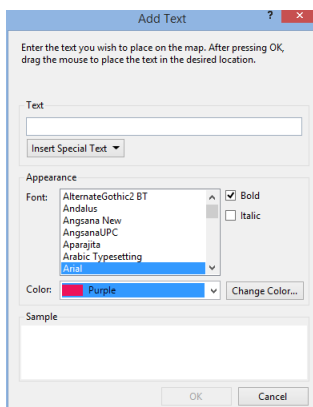 Add Text
?
Enter the text you wish to place on the map. After pressing OK,
drag the mouse to place the text in the desired location.
Text
Insert Special Text
Appearance
Font:
AlternateGothic2 BT
Andalus
Angsana New
AngsanaUPC
Aparajita
Arabic Typesetting
Arial
Bold
Italic
Color:
Purple
Change Color...
Sample
OK
Cancel